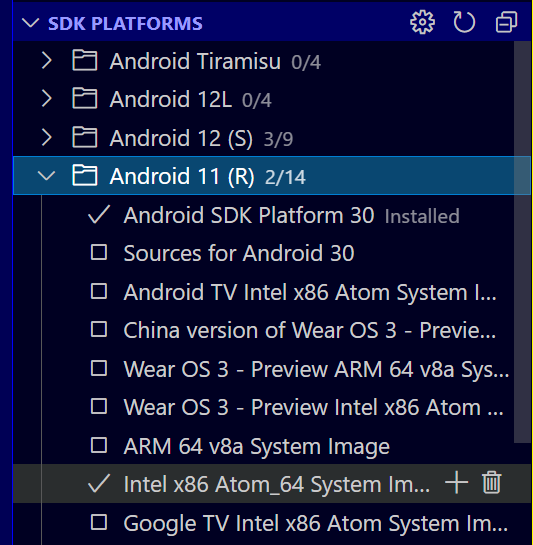 SDK PLATFORMS
Android Tiramisu 0/4
Android 12L 0/4
Android 12 (S) 3/9
Android 11 (R) 2/14
Android SDK Platform 30 Installed
Sources for Android 30
Android TV Intel x86 Atom System I...
China version of Wear OS 3 - Previe...
Wear OS 3 - Preview ARM 64 v8a Sys...
Wear OS 3 - Preview Intel x86 Atom ...
ARM 64 v8a System Image
Intel x86 Atom_64 System Im...
Google TV Intel x86 Atom System Im...